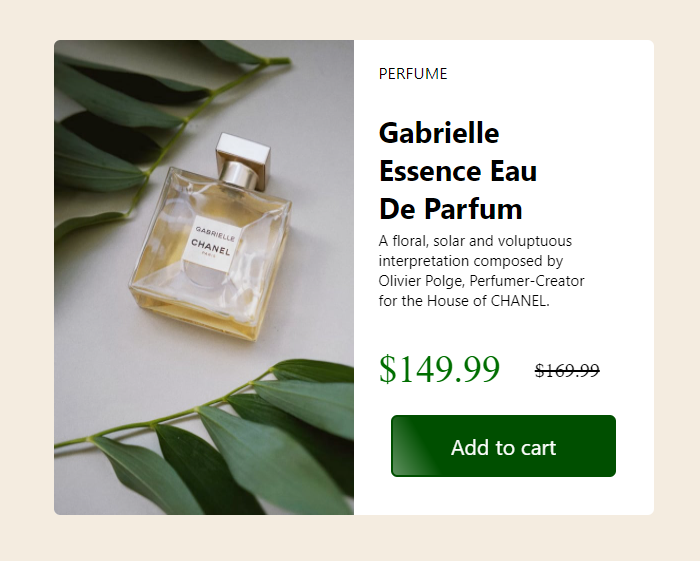 GABRIELLE
CHANEL
PARIS
PERFUME
Gabrielle
Essence Eau
De Parfum
A floral, solar and voluptuous
interpretation composed by
Olivier Polge, Perfumer-Creator
for the House of CHANEL.
$149.99 $169.99
Add to cart